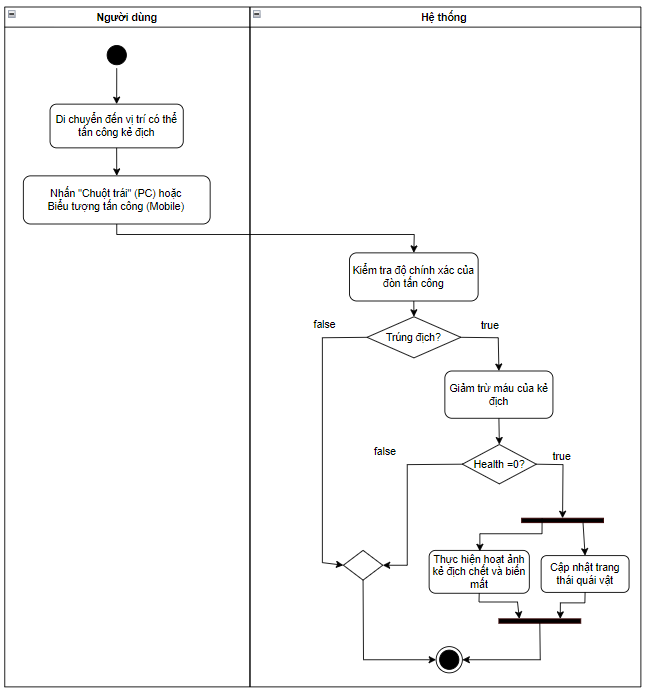 Người dùng
Hệ thống
Di chuyển đến vị trí có thể
tấn công kẻ địch
Nhấn "Chuột trái" (PC) hoặc
Biểu tượng tấn công (Mobile)
Kiểm tra độ chính xác của
đòn tấn công
Trúng địch?
false
true
Giảm trừ máu của kẻ
địch
Health =0?
false
true
Thực hiện hoạt ảnh
kẻ địch chết và biến
mất
Cập nhật trang
thái quái vật